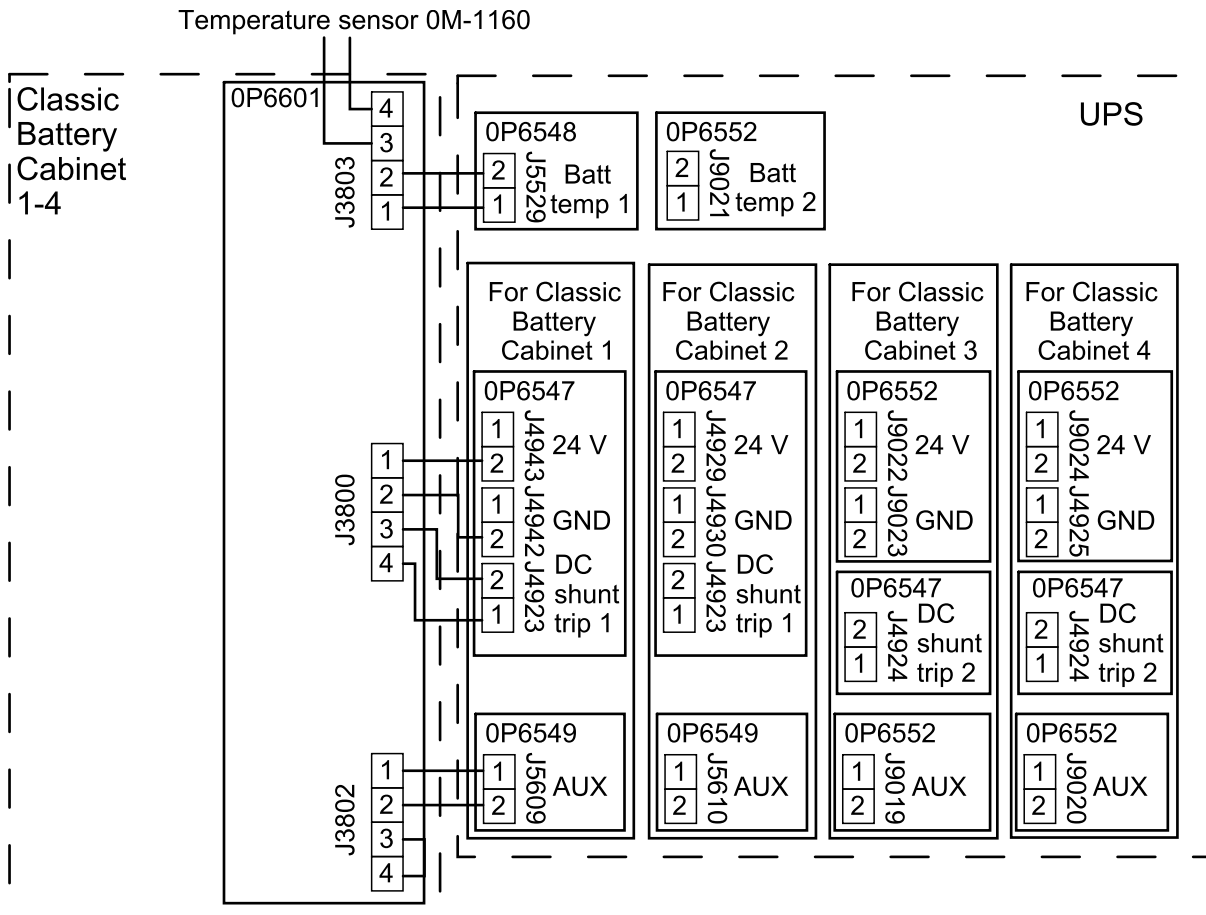 Temperature sensor 0M-1160
Classic
Battery
Cabinet
1-4
0P6601
J3803
4
3
2
1
J3800
1
2
3
4
J3802
1
2
3
4
UPS
0P6548
2
1
J5529
Batt
temp 1
0P6552
2
1
J9021
Batt
temp 2
For Classic
Battery
Cabinet 1
0P6547
1
2
J4943
24 V
1
2
J4942
GND
2
1
J4923
DC
shunt
trip 1
0P6549
1
2
J5609
AUX
For Classic
Battery
Cabinet 2
0P6547
1
2
J4929
24 V
1
2
J4930
GND
2
1
J4923
DC
shunt
trip 1
0P6549
1
2
J5610
AUX
For Classic
Battery
Cabinet 3
0P6552
1
2
J9022
24 V
1
2
J9023
GND
0P6547
2
1
J4924
DC
shunt
trip 2
0P6552
1
2
J9019
AUX
For Classic
Battery
Cabinet 4
0P6552
1
2
J9024
24 V
1
2
J4925
GND
0P6547
2
1
J4924
DC
shunt
trip 2
0P6552
1
2
J9020
AUX